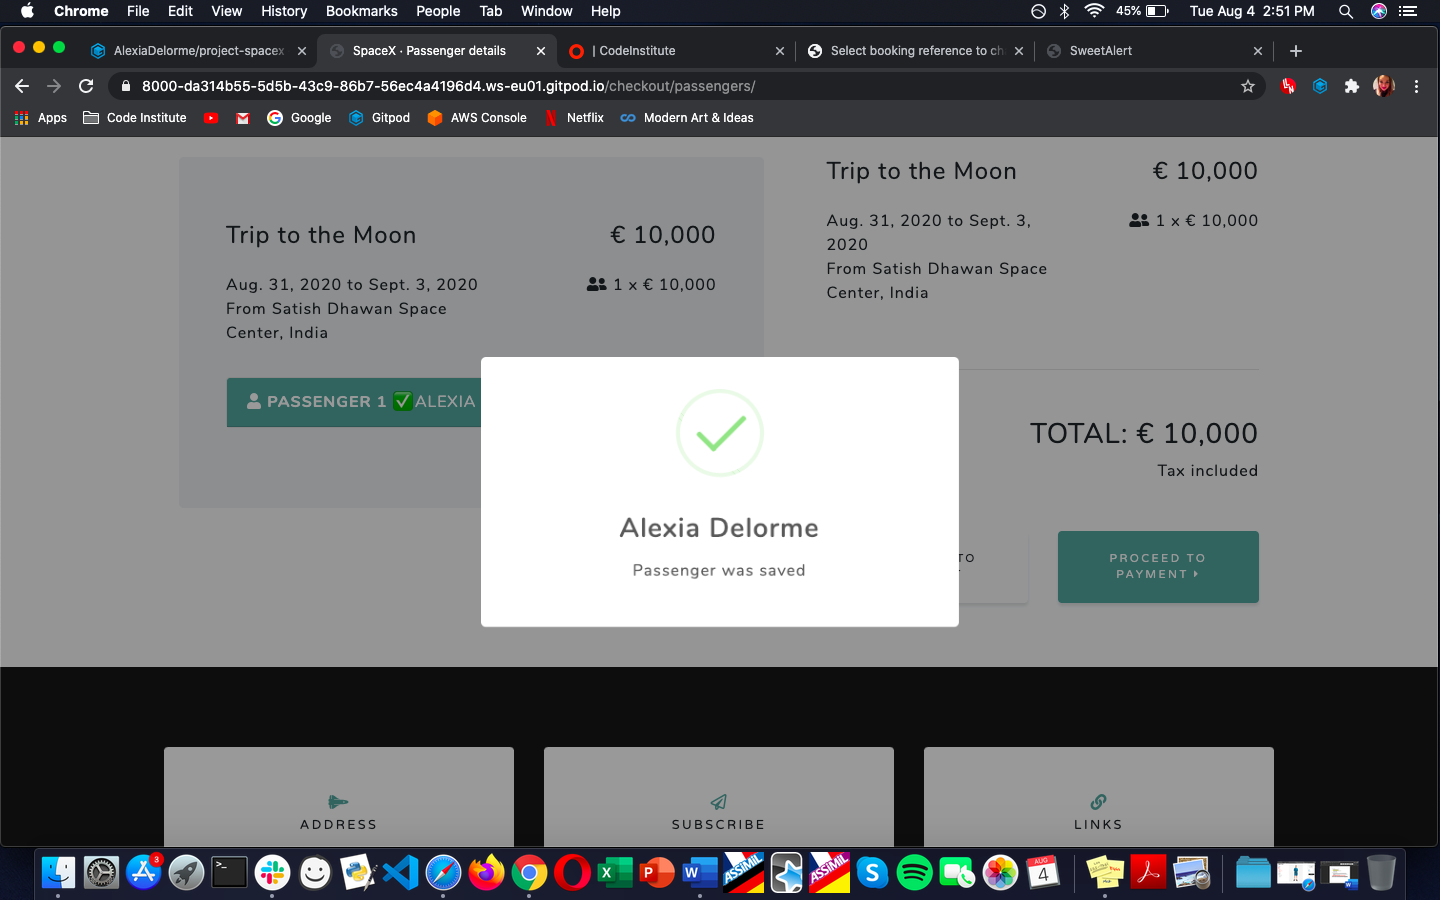 Chrome File Edit View History Bookmarks People Tab Window Help 45% Tue Aug 4 2:51 PM
AlexiaDelorme/project-spacex
SpaceX · Passenger details
| CodeInstitute
Select booking reference to ch
SweetAlert
8000-da314b55-5d5b-43c9-86b7-56ec4a4196d4.ws-eu01.gitpod.io/checkout/passengers/
Apps Code Institute Google Gitpod AWS Console Netflix Modern Art & Ideas
Trip to the Moon € 10,000
Aug. 31, 2020 to Sept. 3, 2020 1 x € 10,000
From Satish Dhawan Space
Center, India
PASSENGER 1 ✅ ALEXIA
Trip to the Moon € 10,000
Aug. 31, 2020 to Sept. 3, 1 x € 10,000
2020
From Satish Dhawan Space
Center, India
TOTAL: € 10,000
Tax included
TO
PROCEED TO
PAYMENT
Alexia Delorme
Passenger was saved
ADDRESS
SUBSCRIBE
LINKS
3
>_
X
P
W
ASSiMiL
ASSiMiL
S
AUG
4